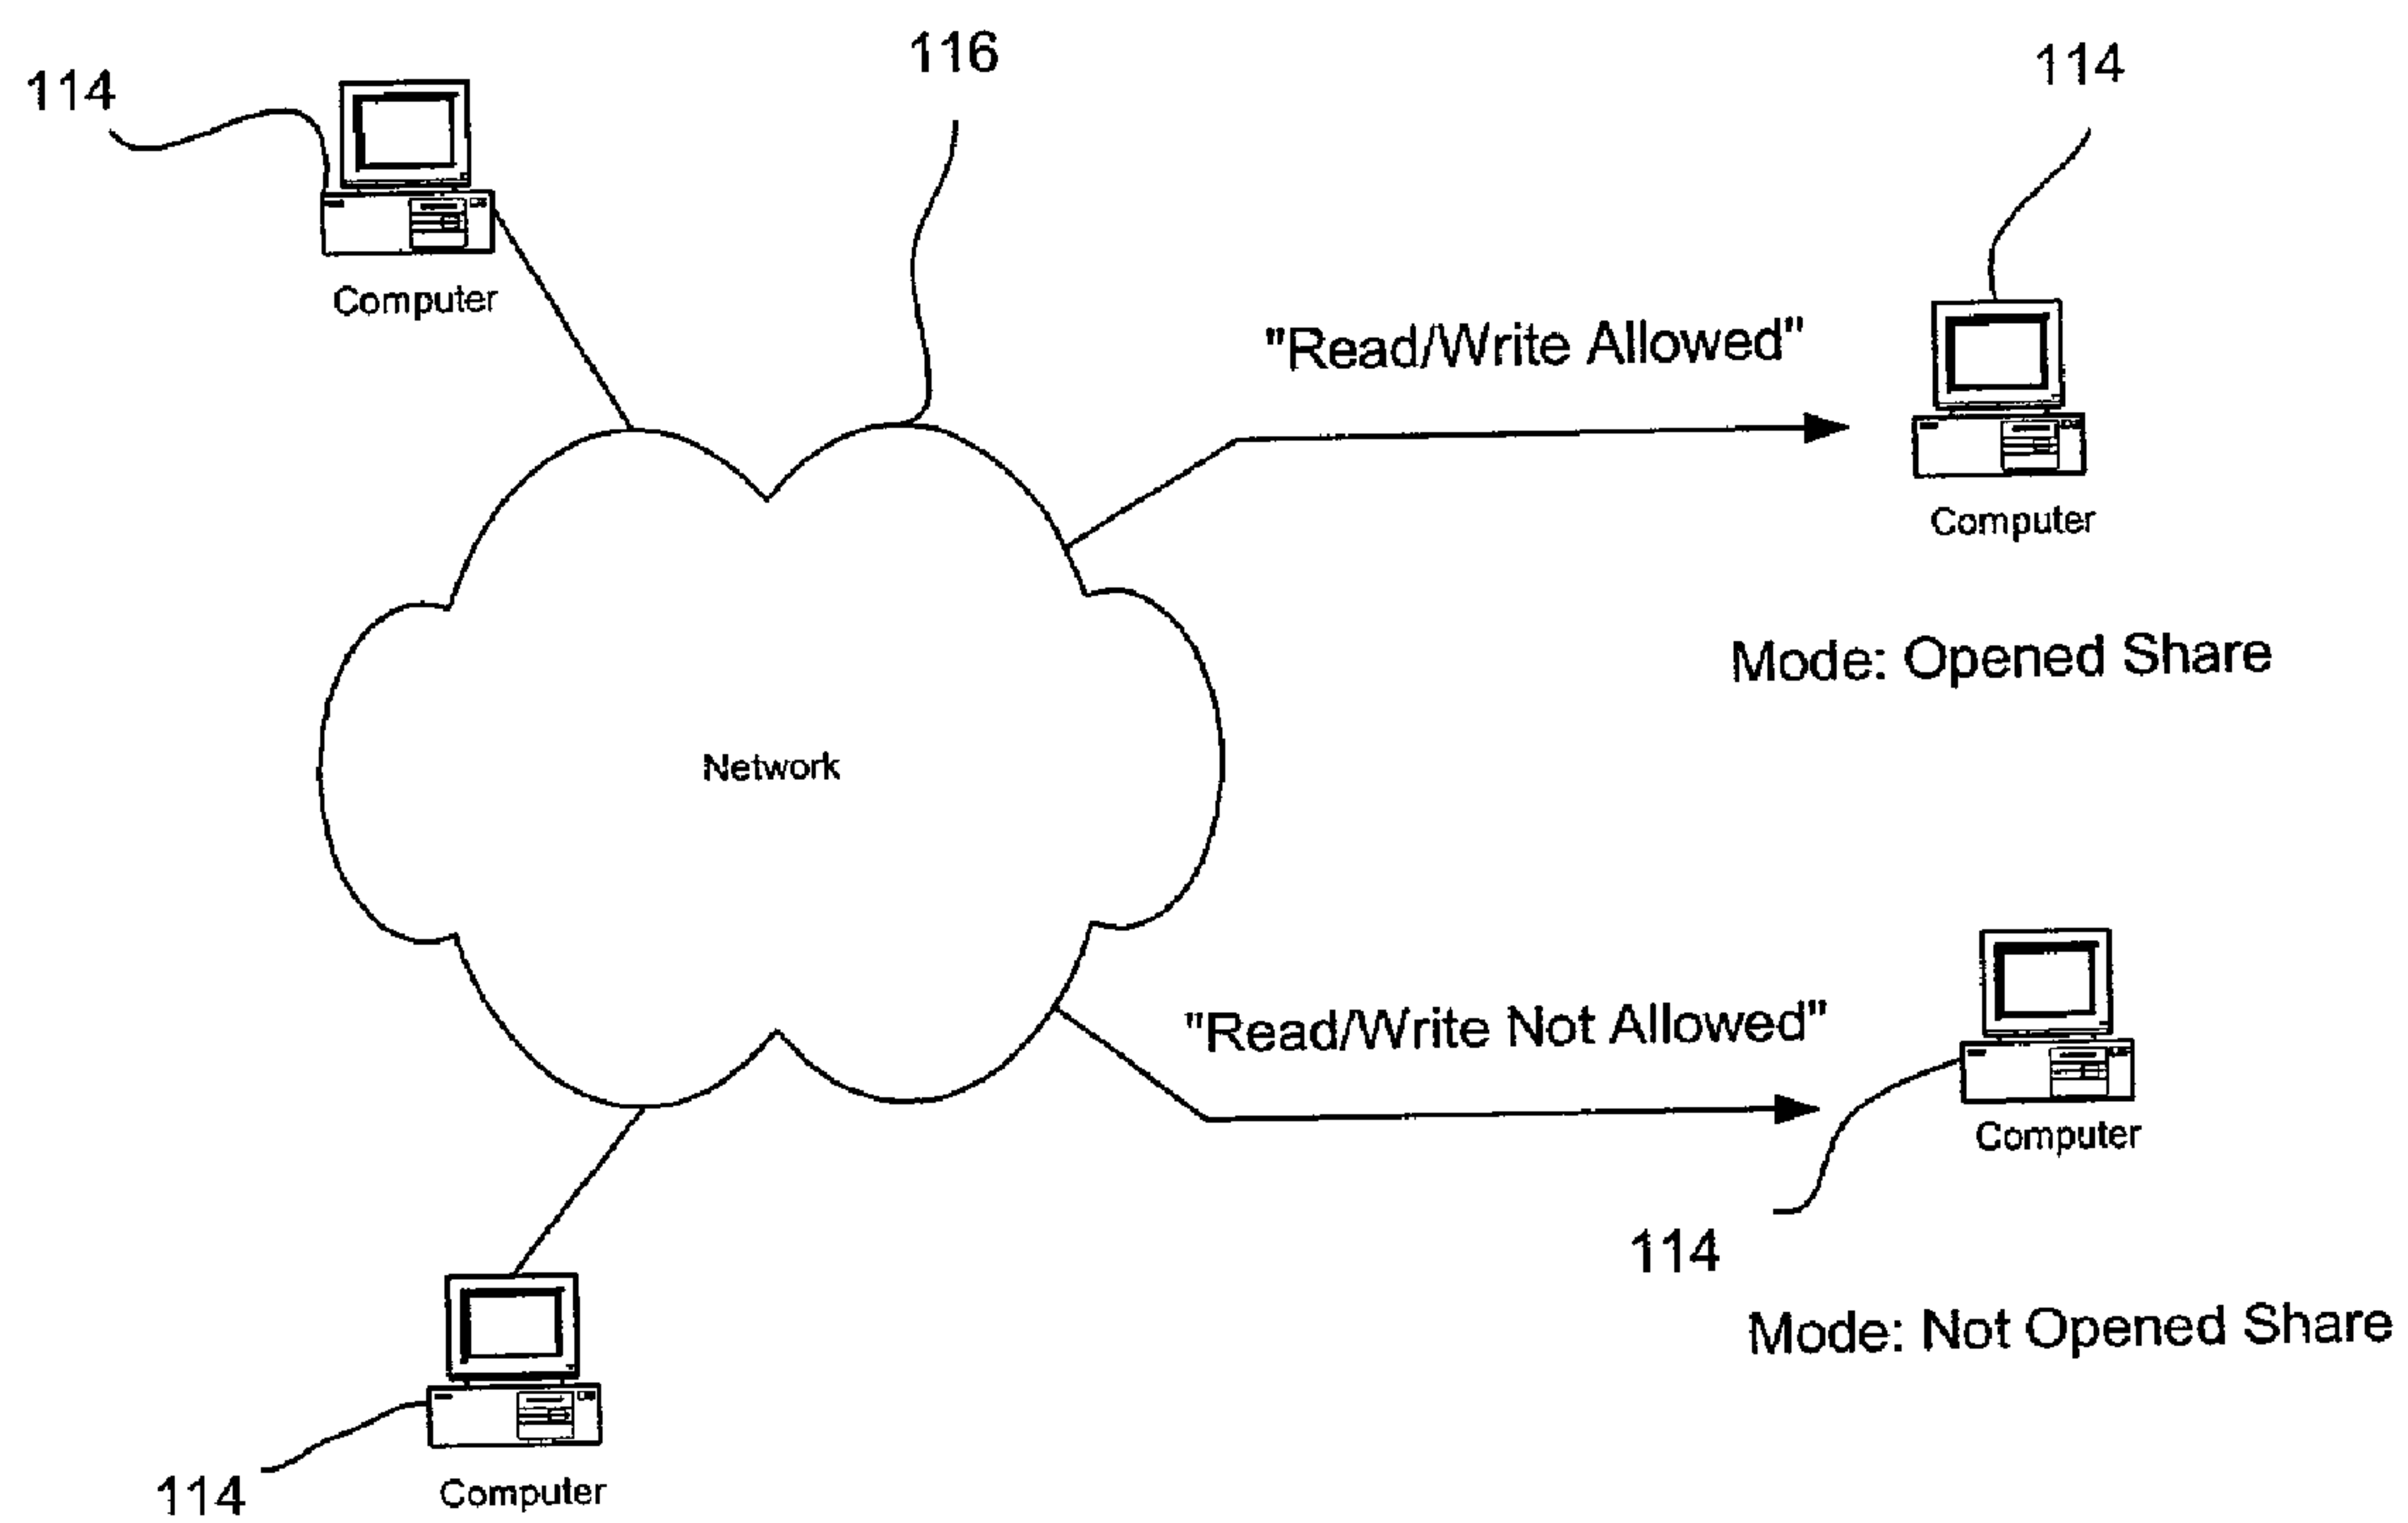 116
114
114
Computer
"Read/Write Allowed"
Computer
Mode: Opened Share
Network
"Read/Write Not Allowed"
Computer
114
Mode: Not Opened Share
114
Computer